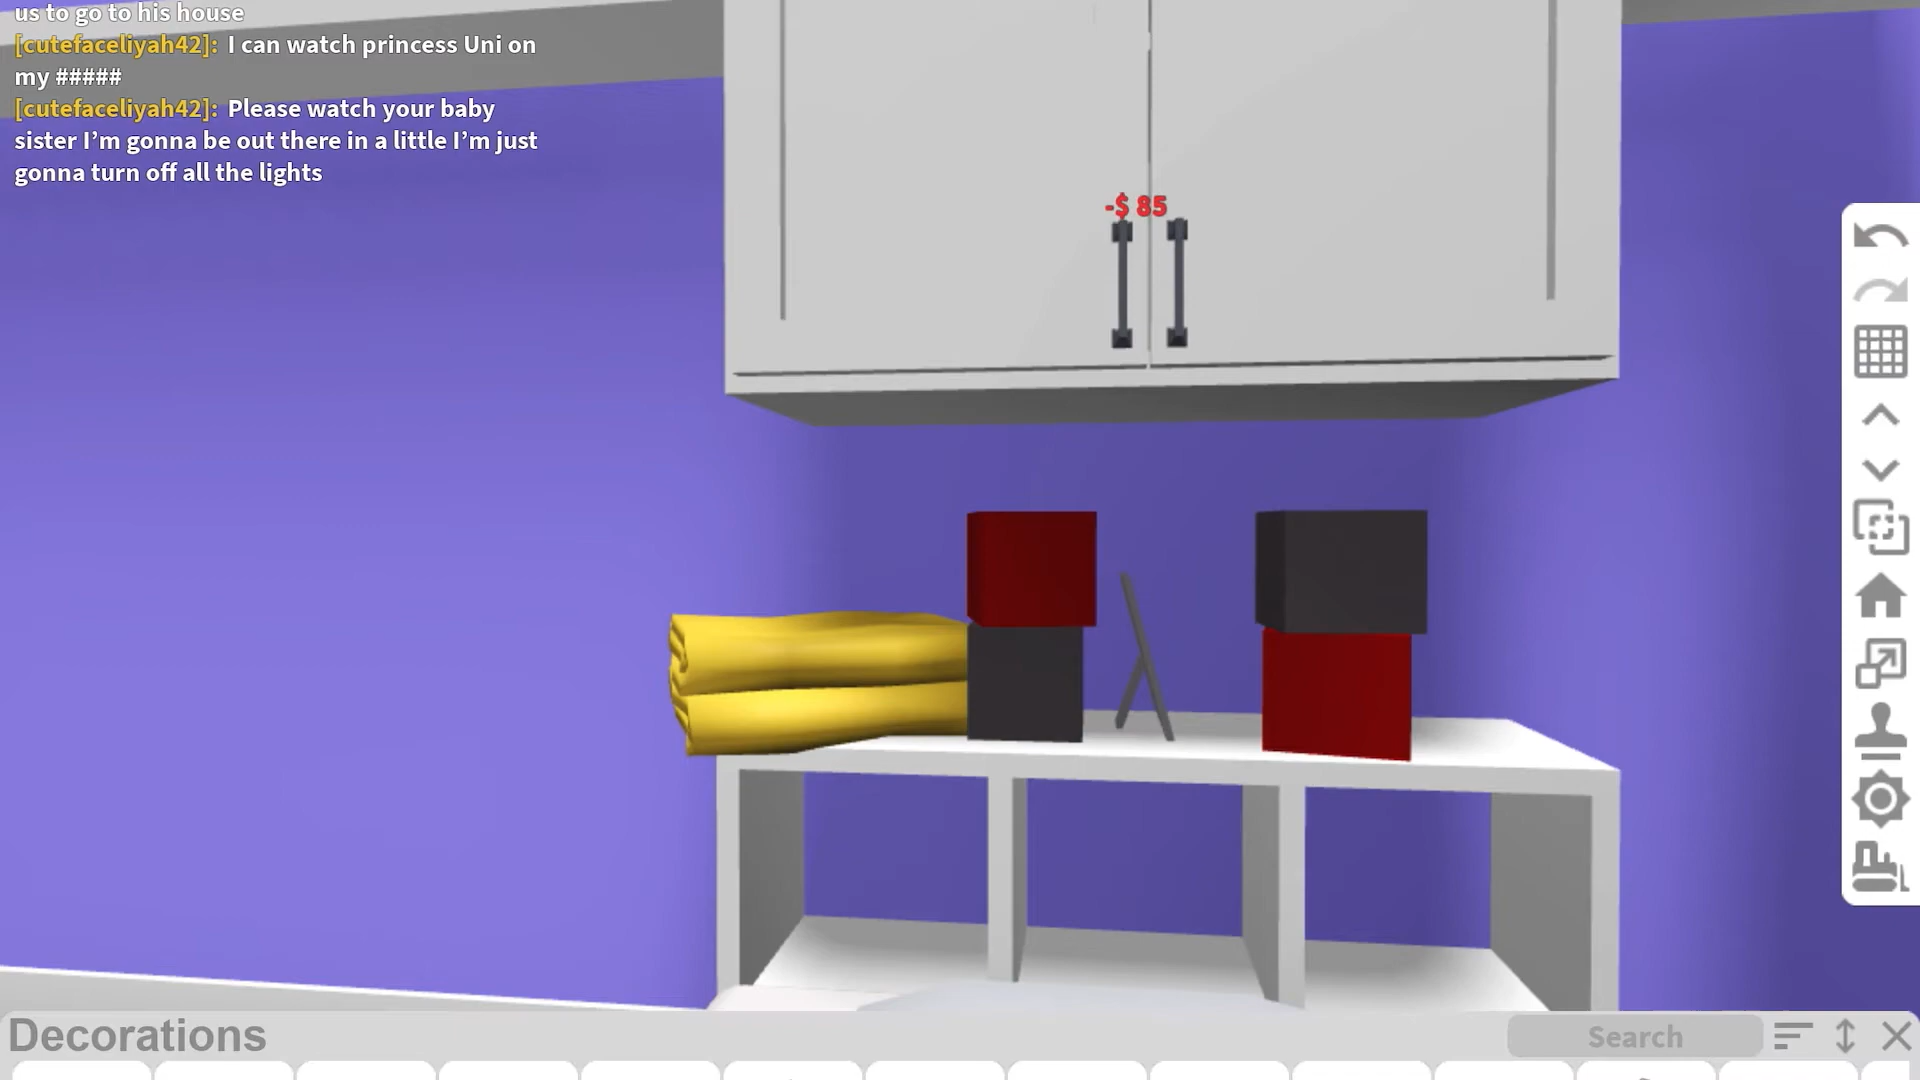 us to go to his house
[cutefaceliyah42]: I can watch princess Uni on
my #####
[cutefaceliyah42]: Please watch your baby
sister I’m gonna be out there in a little I’m just
gonna turn off all the lights
-$ 85
Decorations
Search